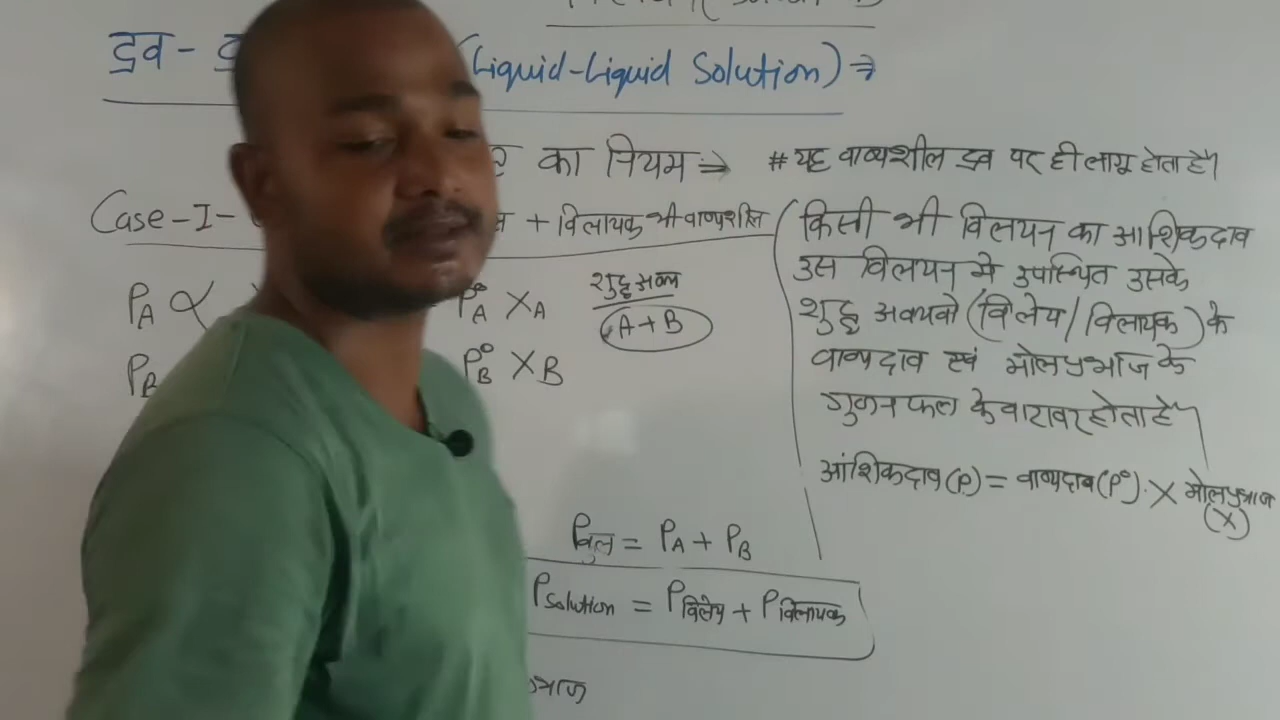 द्रव- (Liquid-Liquid Solution) ⇒
का नियम ⇒
# यह वाष्पशील द्रव पर ही लागू होता है।
Case-I- + विलायक भी वाष्पशील
P_A ∝ P°_A X_A
P_B P°_B X_B
शुद्ध अवयव
A+B
किसी भी विलयन का आंशिकदाव
उस विलयन में उपस्थित उसके
शुद्ध अवयवो (विलेय/विलायक) के
वाष्पदाव एवं मोलप्रभाज के
गुणनफल के बाराबर होता है"
आंशिकदाव (P) = वाष्पदाब (P°). X मोलप्रभाज
(X)
P = P_A + P_B
P_solution = P_विलेय + P_विलायक